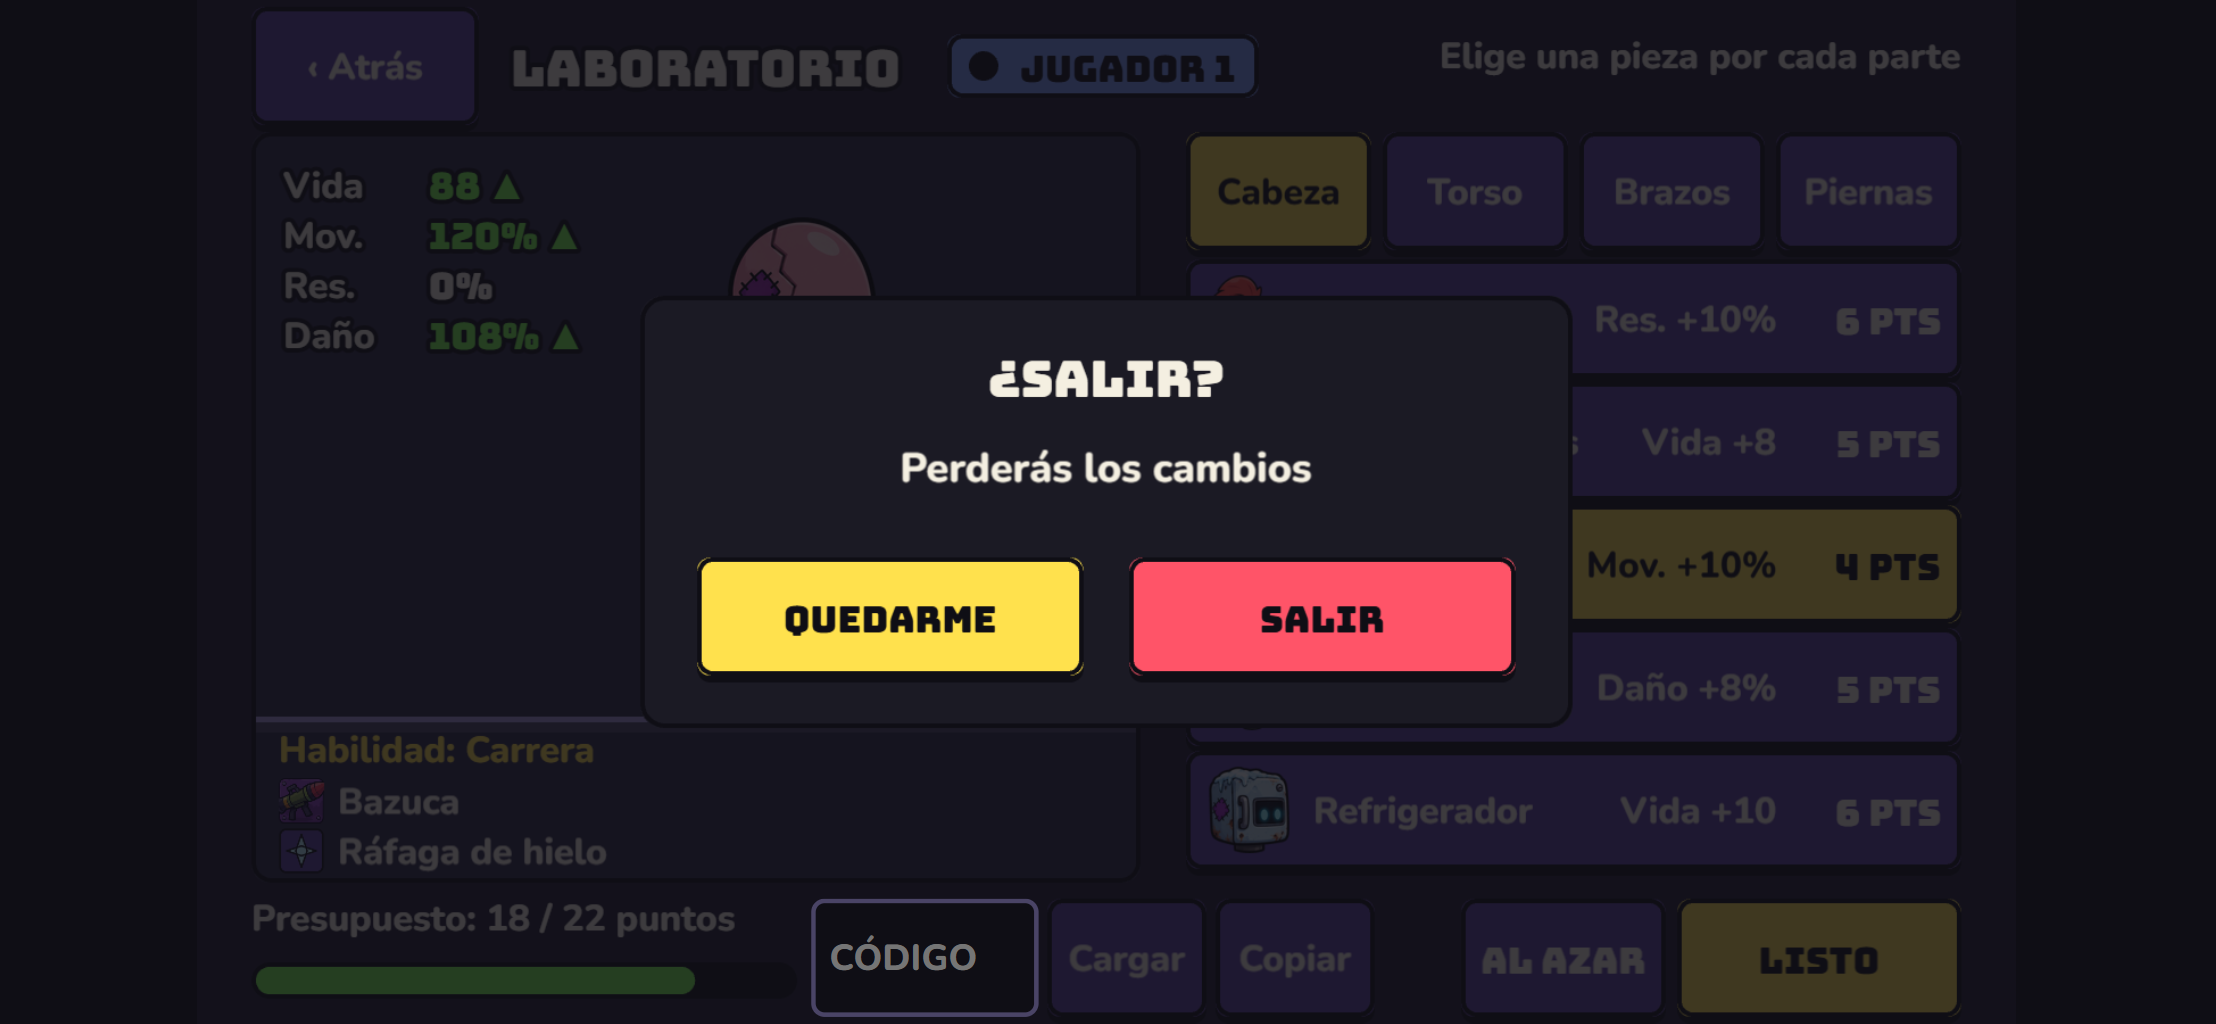 ‹ Atrás
LABORATORIO
JUGADOR 1
Elige una pieza por cada parte
Vida 88 ▲
Mov. 120% ▲
Res. 0%
Daño 108% ▲
Cabeza
Torso
Brazos
Piernas
Res. +10% 6 PTS
Vida +8 5 PTS
Mov. +10% 4 PTS
Daño +8% 5 PTS
Refrigerador Vida +10 6 PTS
¿SALIR?
Perderás los cambios
QUEDARME
SALIR
Habilidad: Carrera
Bazuca
Ráfaga de hielo
Presupuesto: 18 / 22 puntos
CÓDIGO
Cargar
Copiar
AL AZAR
LISTO